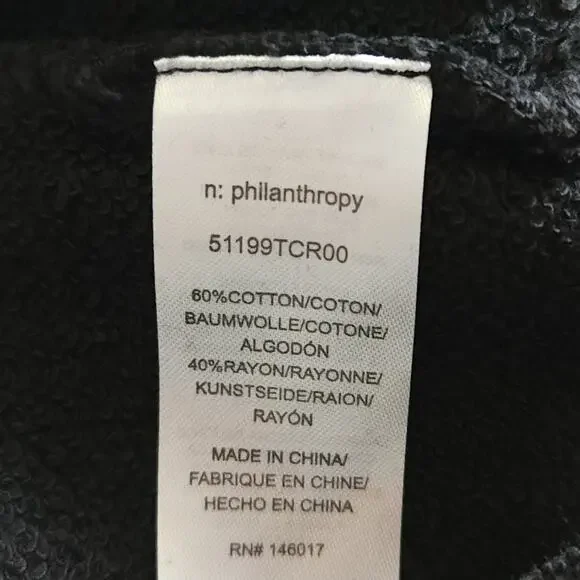 n: philanthropy
51199TCR00
60%COTTON/COTON/
BAUMWOLLE/COTONE/
ALGODÓN
40%RAYON/RAYONNE/
KUNSTSEIDE/RAION/
RAYÓN
MADE IN CHINA/
FABRIQUE EN CHINE/
HECHO EN CHINA
RN# 146017